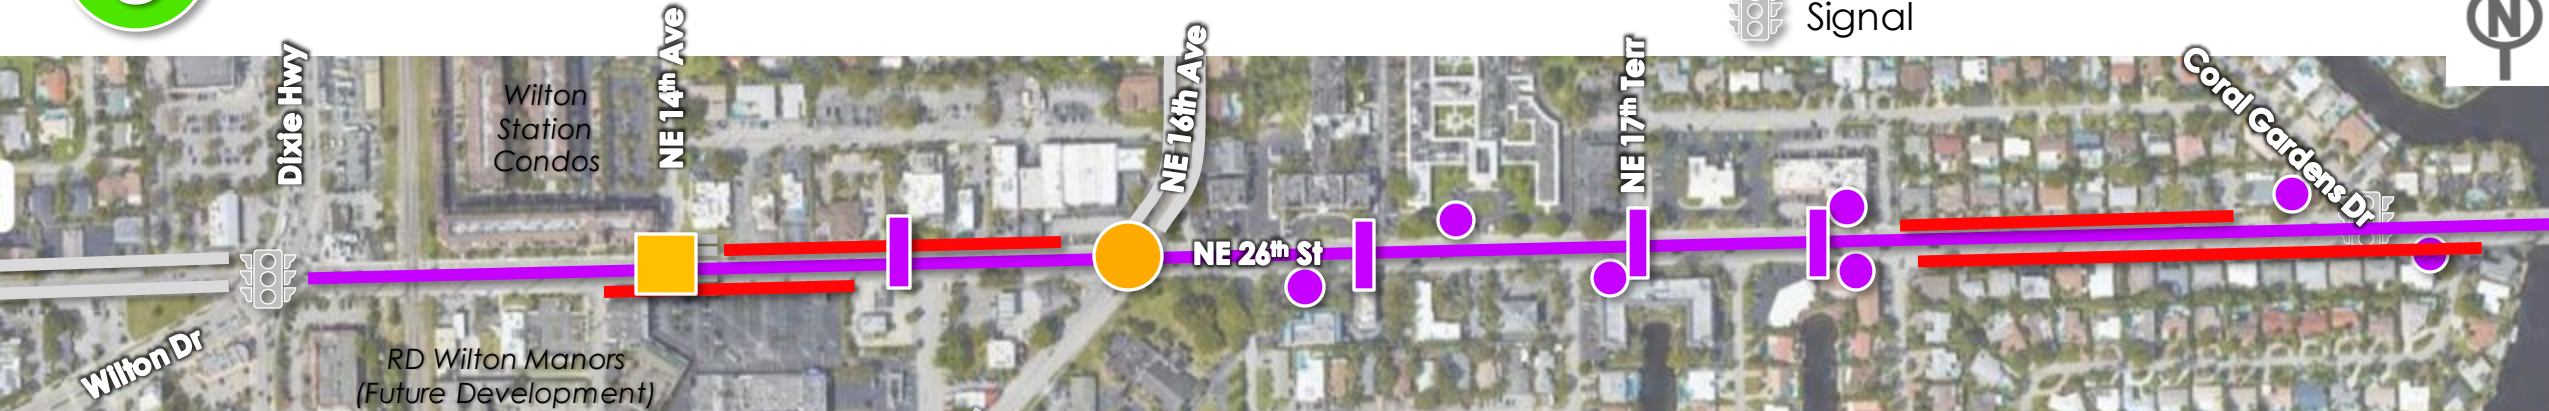 Signal
N
Dixie Hwy
Wilton
Station
Condos
NE 14th Ave
NE 16th Ave
NE 17th Terr
Coral Gardens Dr
NE 26th St
Wilton Dr
RD Wilton Manors
(Future Development)